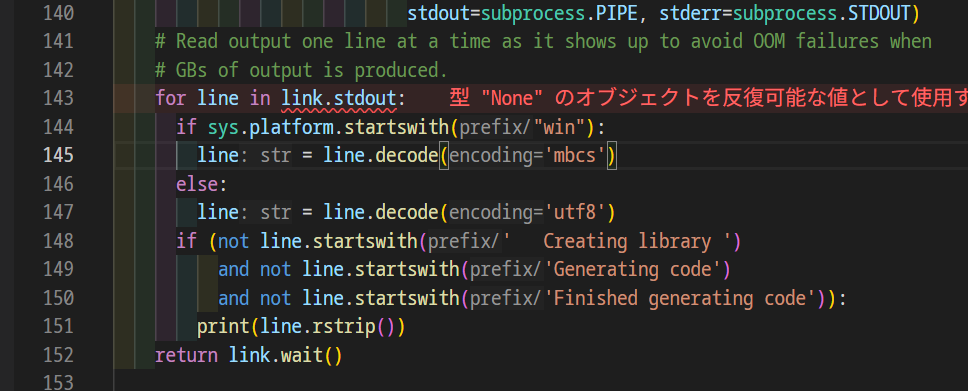 140 stdout=subprocess.PIPE, stderr=subprocess.STDOUT)
141 # Read output one line at a time as it shows up to avoid OOM failures when
142 # GBs of output is produced.
143 for line in link.stdout: 型 "None" のオブジェクトを反復可能な値として使用す
144 if sys.platform.startswith(prefix/"win"):
145 line: str = line.decode(encoding='mbcs')
146 else:
147 line: str = line.decode(encoding='utf8')
148 if (not line.startswith(prefix/'   Creating library ')
149 and not line.startswith(prefix/'Generating code')
150 and not line.startswith(prefix/'Finished generating code')):
151 print(line.rstrip())
152 return link.wait()
153